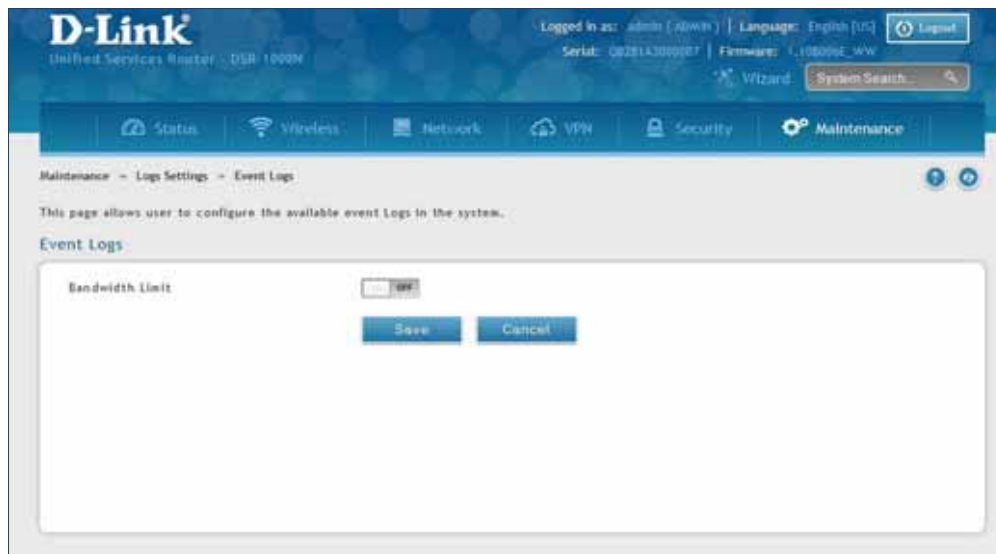 D-Link
Logged in as: admin ( ADMIN ) | Language: English [US]
Logout
Unified Services Router - DSR-1000N
Serial: | Firmware:
Wizard
System Search...
Status
Wireless
Network
VPN
Security
Maintenance
Maintenance
Logs Settings
Event Logs
This page allows user to configure the available event Logs in the system.
Event Logs
Bandwidth Limit
OFF
Save
Cancel